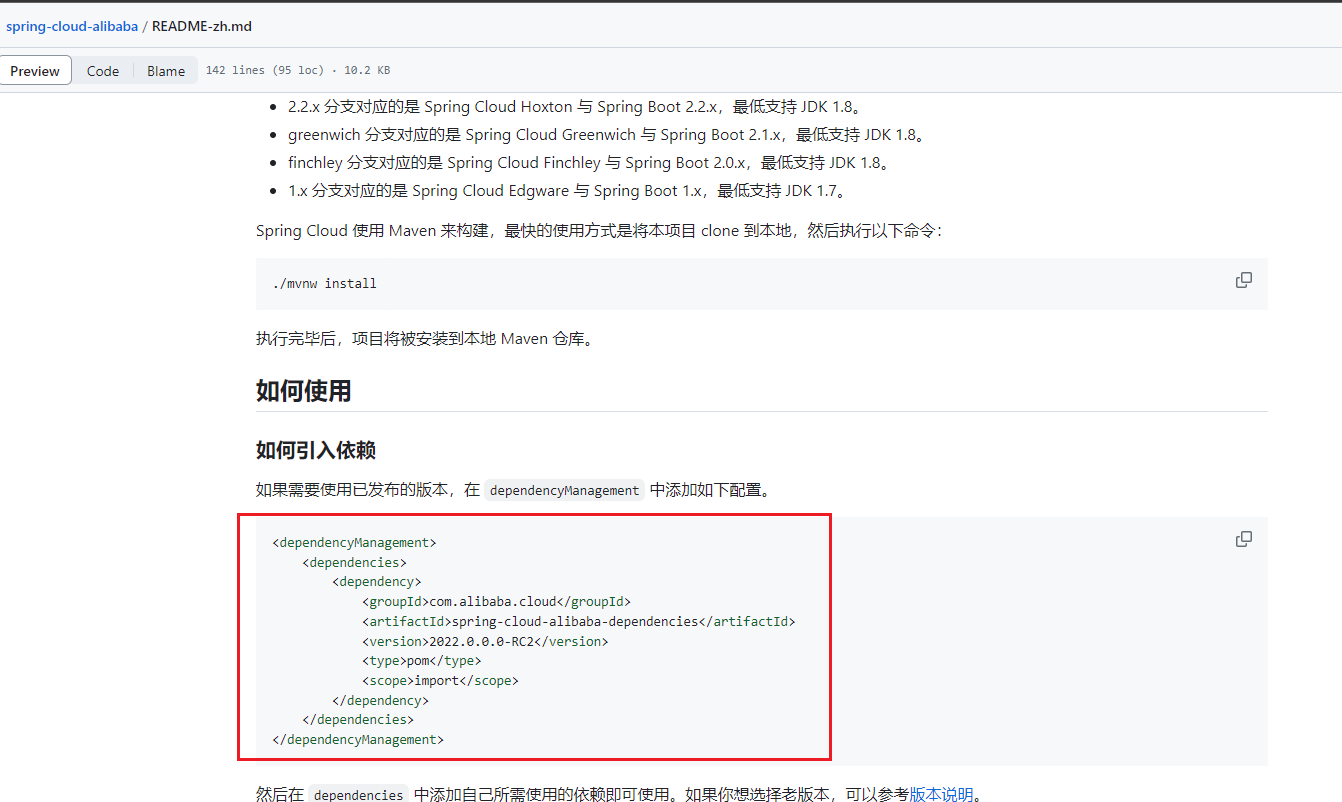 spring-cloud-alibaba / README-zh.md
Preview Code Blame 142 lines (95 loc) · 10.2 KB
• 2.2.x 分支对应的是 Spring Cloud Hoxton 与 Spring Boot 2.2.x，最低支持 JDK 1.8。
• greenwich 分支对应的是 Spring Cloud Greenwich 与 Spring Boot 2.1.x，最低支持 JDK 1.8。
• finchley 分支对应的是 Spring Cloud Finchley 与 Spring Boot 2.0.x，最低支持 JDK 1.8。
• 1.x 分支对应的是 Spring Cloud Edgware 与 Spring Boot 1.x，最低支持 JDK 1.7。
Spring Cloud 使用 Maven 来构建，最快的使用方式是将本项目 clone 到本地，然后执行以下命令：
./mvnw install
执行完毕后，项目将被安装到本地 Maven 仓库。
如何使用
如何引入依赖
如果需要使用已发布的版本，在 dependencyManagement 中添加如下配置。
<dependencyManagement>
    <dependencies>
        <dependency>
            <groupId>com.alibaba.cloud</groupId>
            <artifactId>spring-cloud-alibaba-dependencies</artifactId>
            <version>2022.0.0.0-RC2</version>
            <type>pom</type>
            <scope>import</scope>
        </dependency>
    </dependencies>
</dependencyManagement>
然后在 dependencies 中添加自己所需使用的依赖即可使用。如果你想选择老版本，可以参考版本说明。